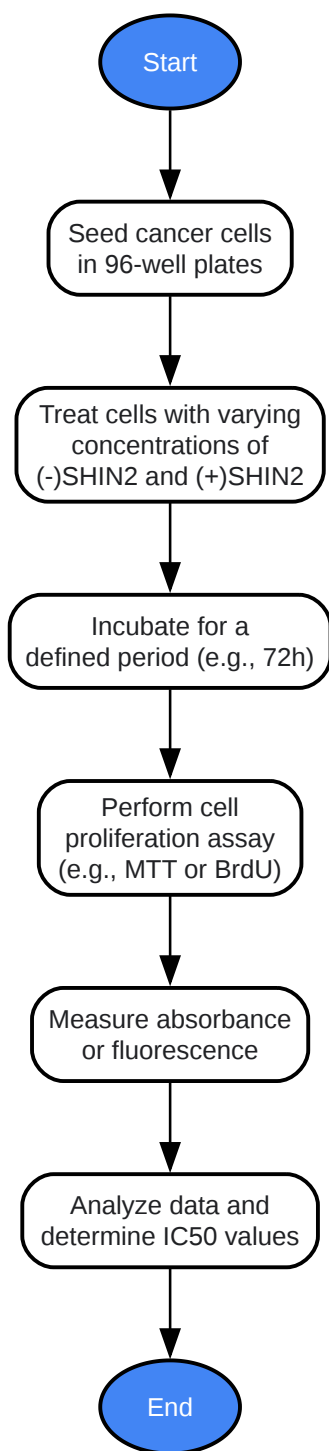 Start
Seed cancer cells
in 96-well plates
Treat cells with varying
concentrations of
(-)SHIN2 and (+)SHIN2
Incubate for a
defined period (e.g., 72h)
Perform cell
proliferation assay
(e.g., MTT or BrdU)
Measure absorbance
or fluorescence
Analyze data and
determine IC50 values
End